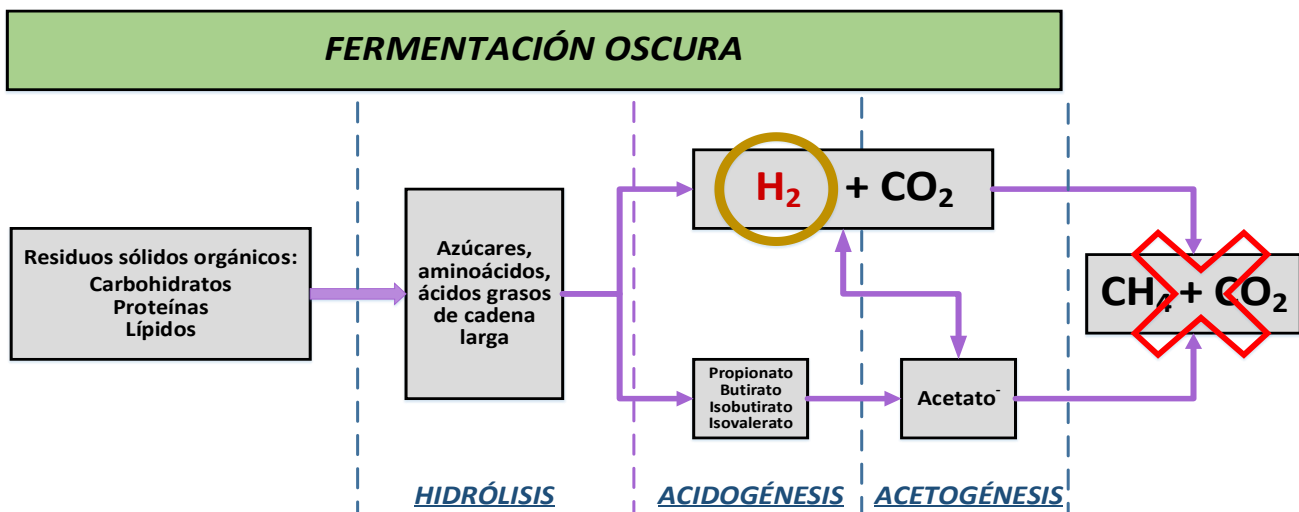 FERMENTACIÓN OSCURA
Residuos sólidos orgánicos:
Carbohidratos
Proteínas
Lípidos
Azúcares,
aminoácidos,
ácidos grasos
de cadena
larga
H₂ + CO₂
Propionato
Butirato
Isobutirato
Isovalerato
Acetato⁻
CH₄ + CO₂
HIDRÓLISIS
ACIDOGÉNESIS
ACETOGÉNESIS